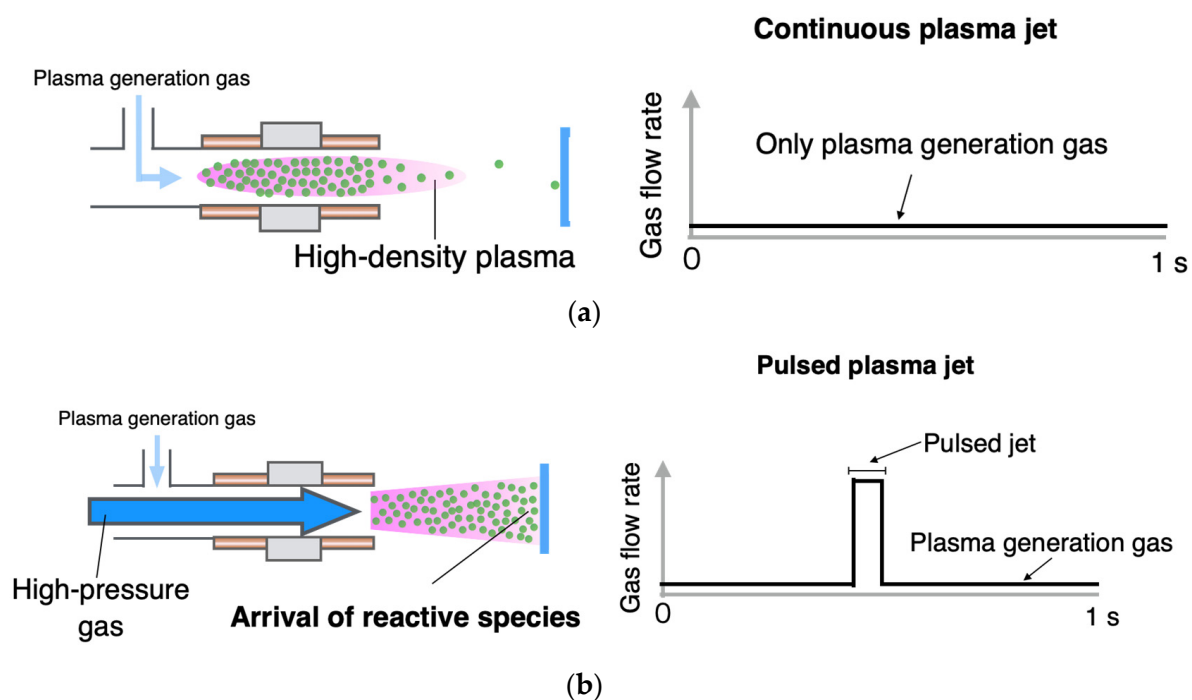 Continuous plasma jet
Plasma generation gas
High-density plasma
Gas flow rate
Only plasma generation gas
0
1 s
(a)
Pulsed plasma jet
Plasma generation gas
High-pressure
gas
Arrival of reactive species
Gas flow rate
Pulsed jet
Plasma generation gas
0
1 s
(b)